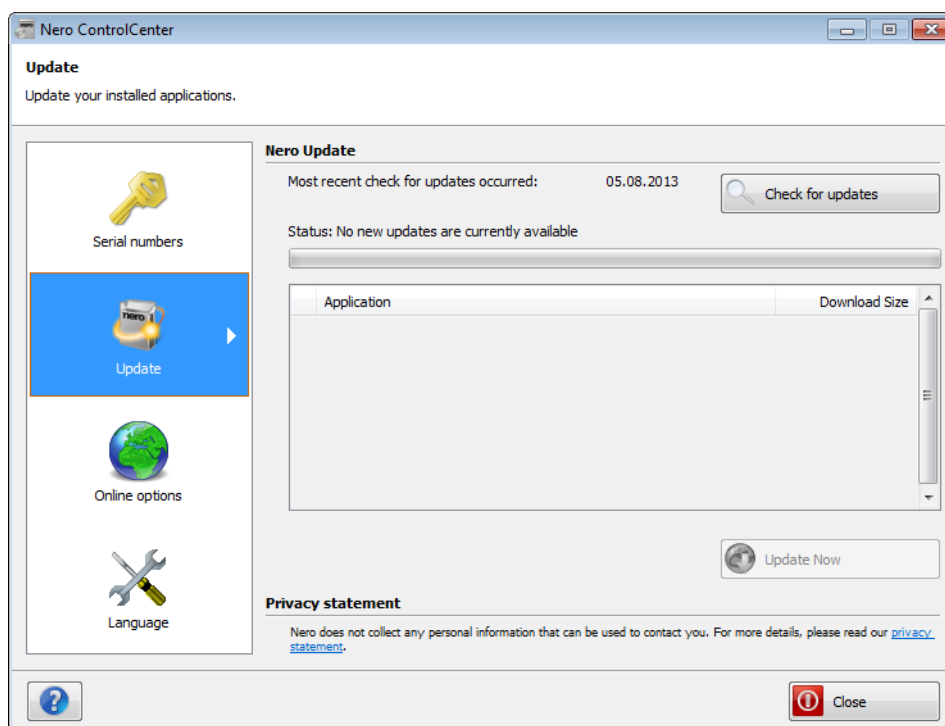 Nero ControlCenter
Update
Update your installed applications.
Nero Update
Most recent check for updates occurred: 05.08.2013
Check for updates
Status: No new updates are currently available
Application Download Size
Serial numbers
nero
Update
Online options
Language
Update Now
Privacy statement
Nero does not collect any personal information that can be used to contact you. For more details, please read our privacy
statement.
Close